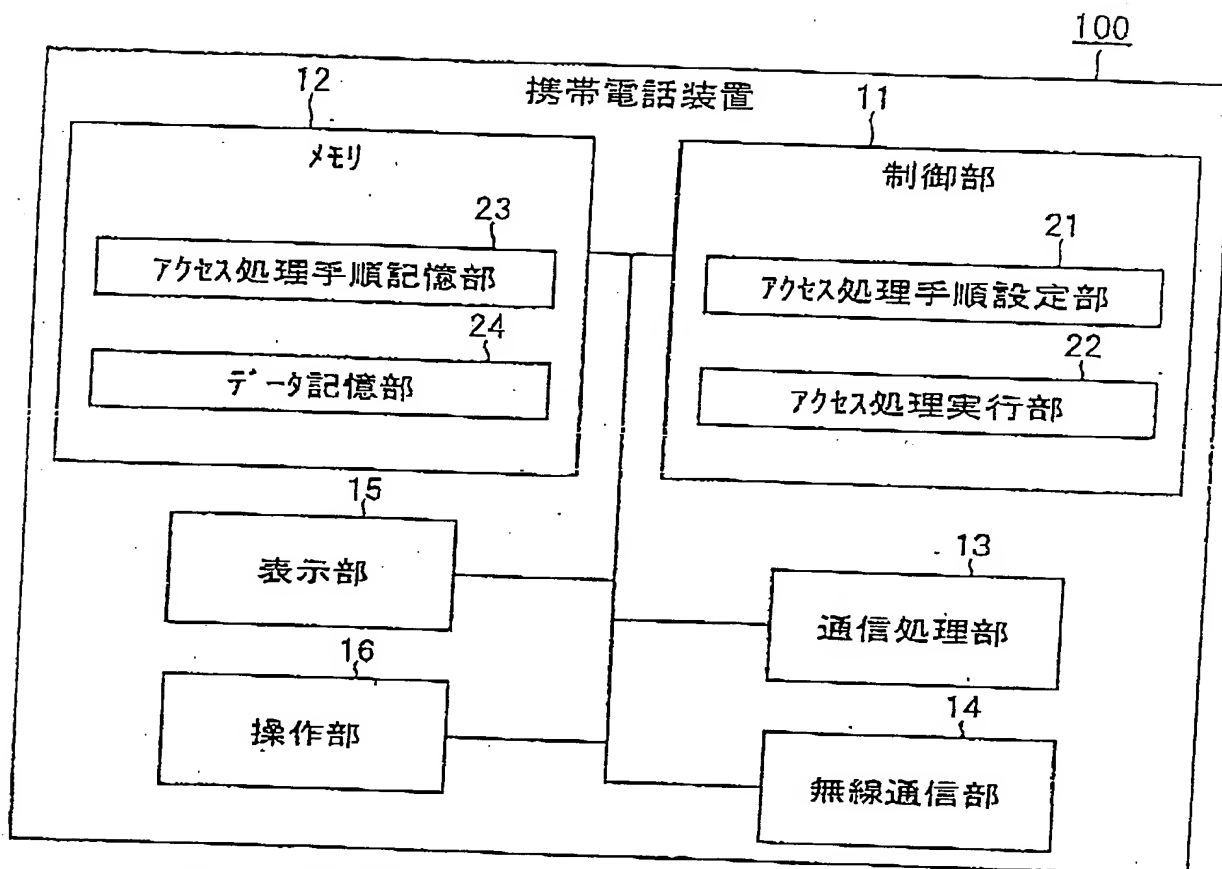 100
携帯電話装置
12
メモリ
23
アクセス処理手順記憶部
24
データ記憶部
11
制御部
21
アクセス処理手順設定部
22
アクセス処理実行部
15
表示部
16
操作部
13
通信処理部
14
無線通信部